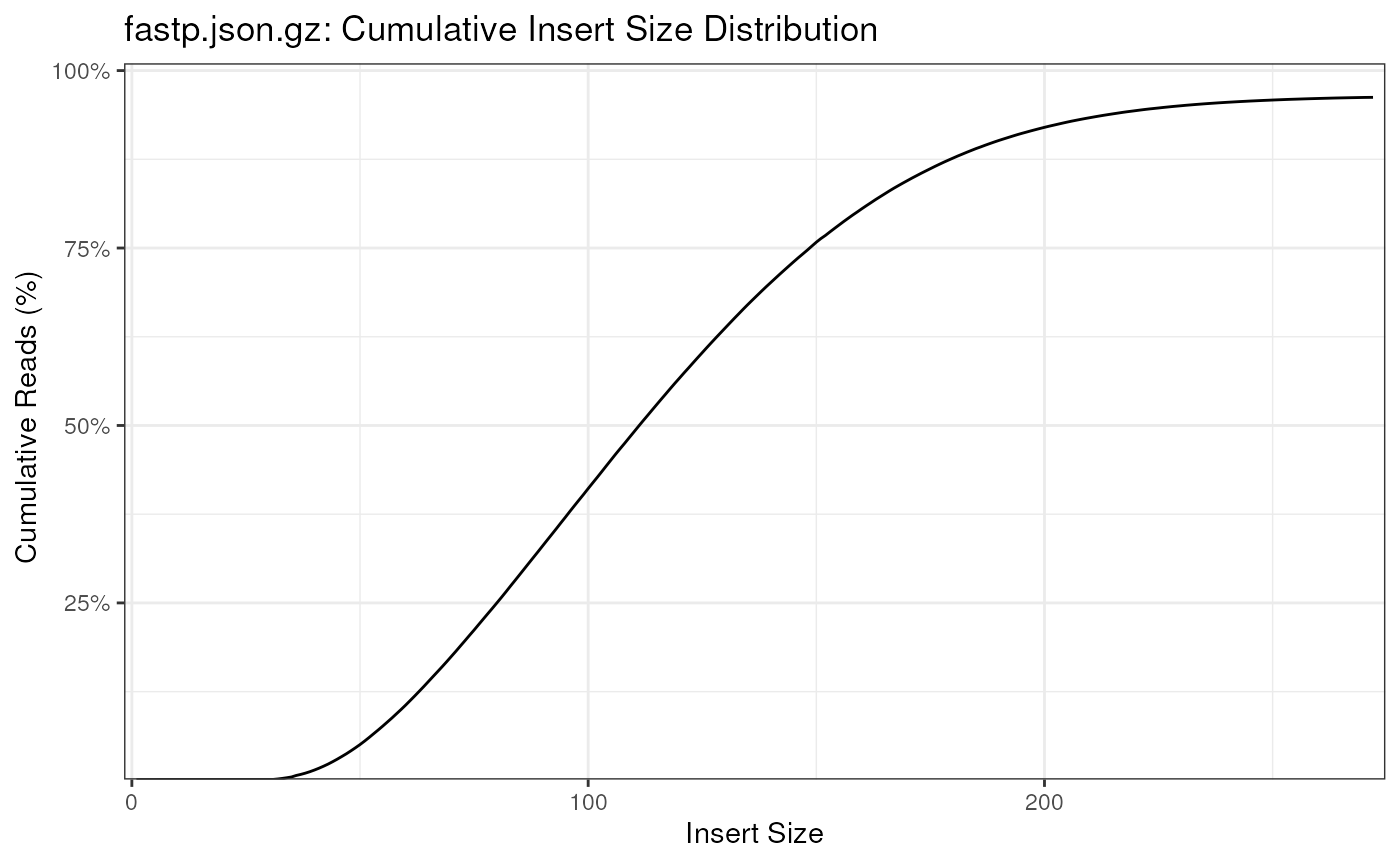 fastp.json.gz: Cumulative Insert Size Distribution
100%
75%
50%
25%
Cumulative Reads (%)
0
100
200
Insert Size